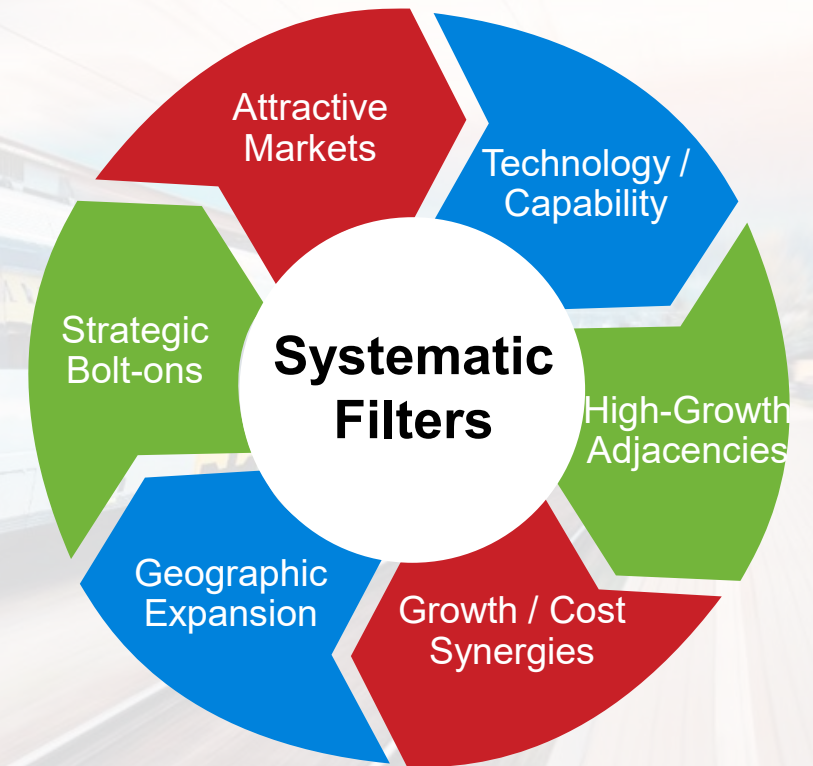 Attractive
Markets
Technology /
Capability
High-Growth
Adjacencies
Growth / Cost
Synergies
Geographic
Expansion
Strategic
Bolt-ons
Systematic
Filters